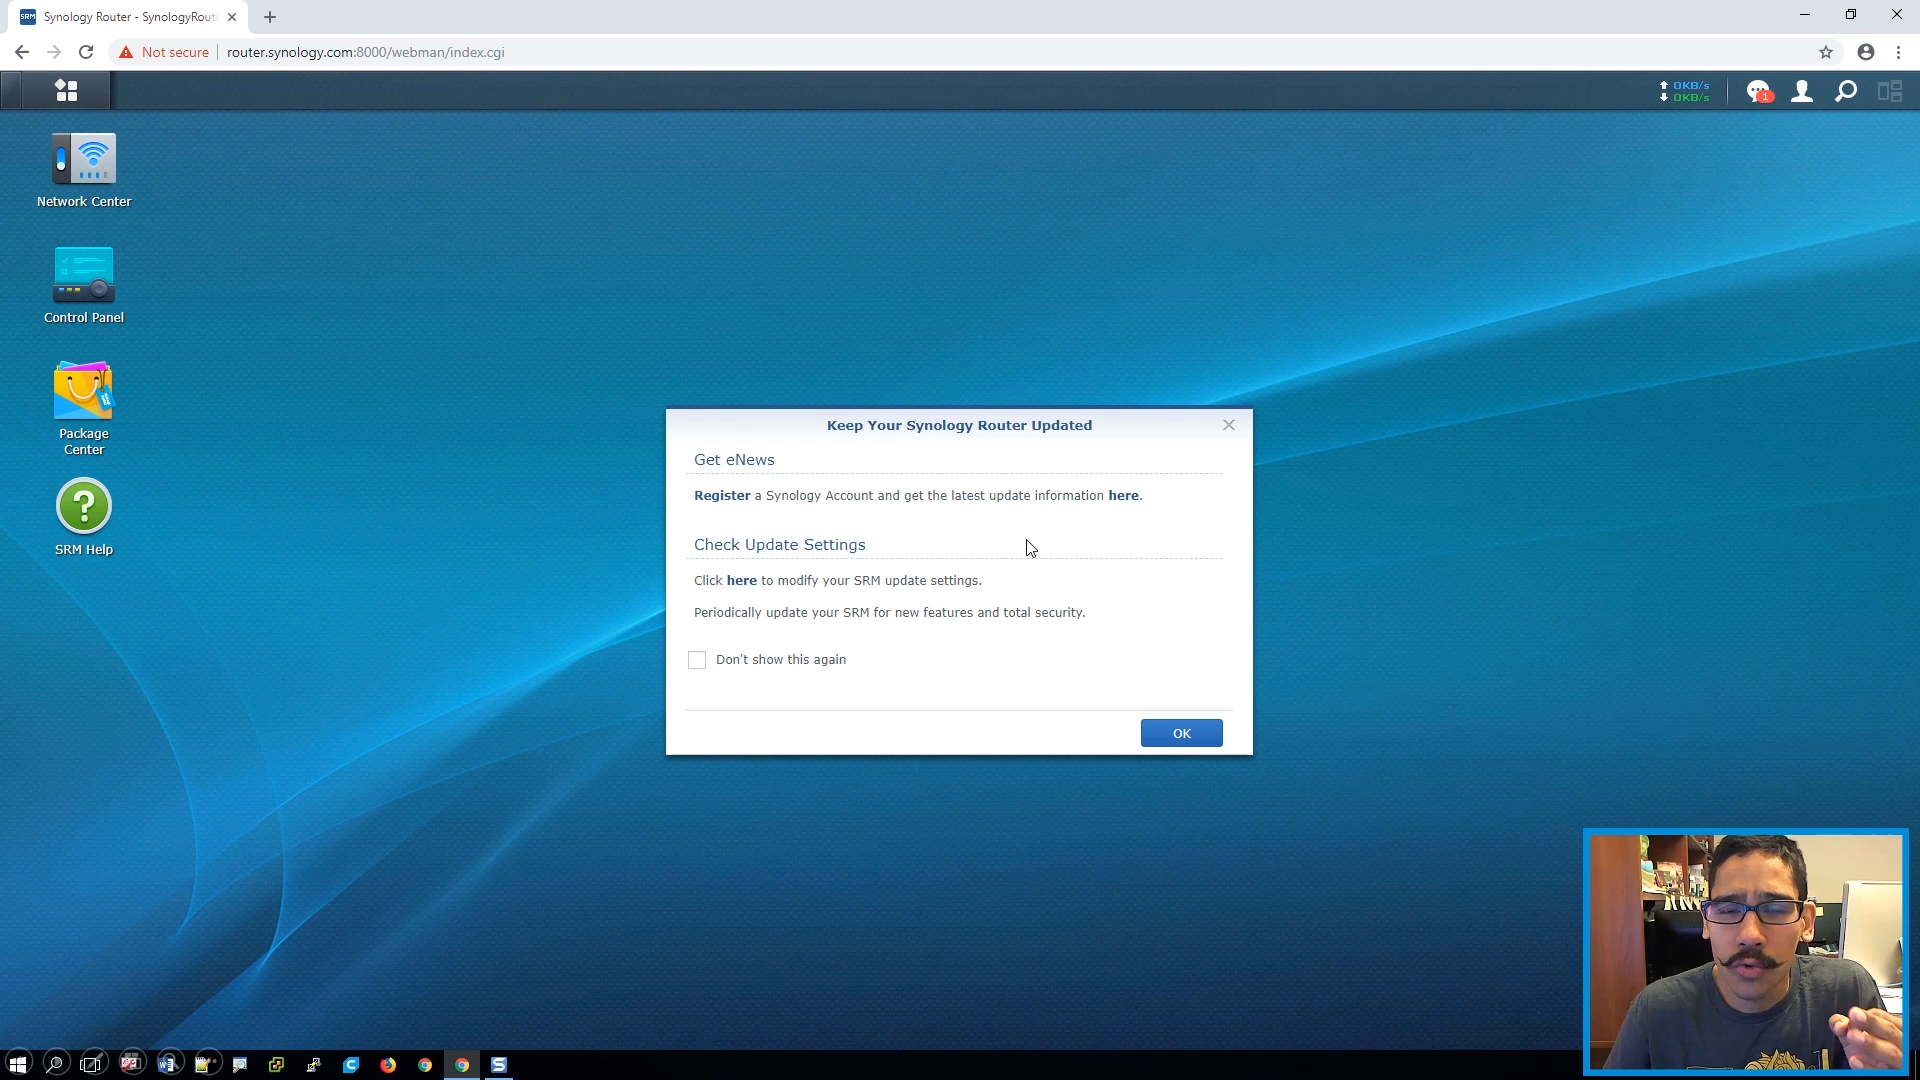 SRM Synology Router - SynologyRout
Not secure router.synology.com:8000/webman/index.cgi
0KB/s
0KB/s
1
Network Center
Control Panel
Package
Center
SRM Help
Keep Your Synology Router Updated
Get eNews
Register a Synology Account and get the latest update information here.
Check Update Settings
Click here to modify your SRM update settings.
Periodically update your SRM for new features and total security.
Don't show this again
OK